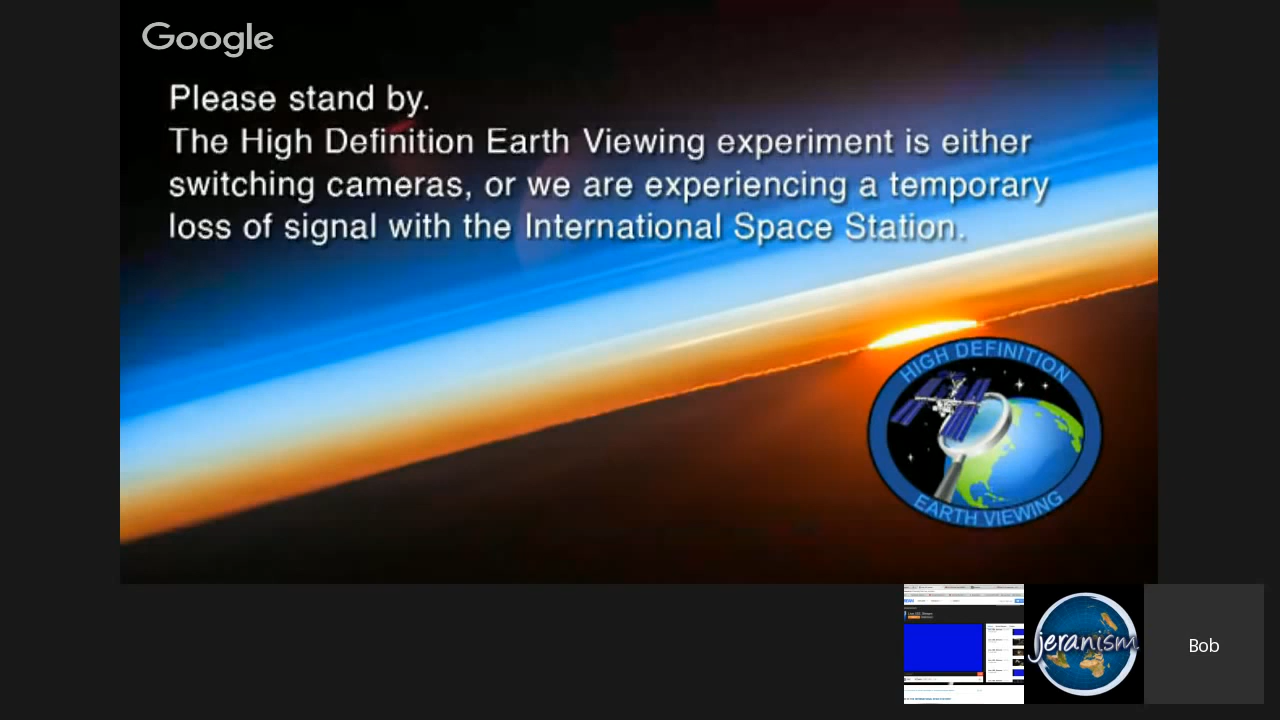 Google
Please stand by.
The High Definition Earth Viewing experiment is either
switching cameras, or we are experiencing a temporary
loss of signal with the International Space Station.
HIGH DEFINITION
EARTH VIEWING
jeranism
Bob